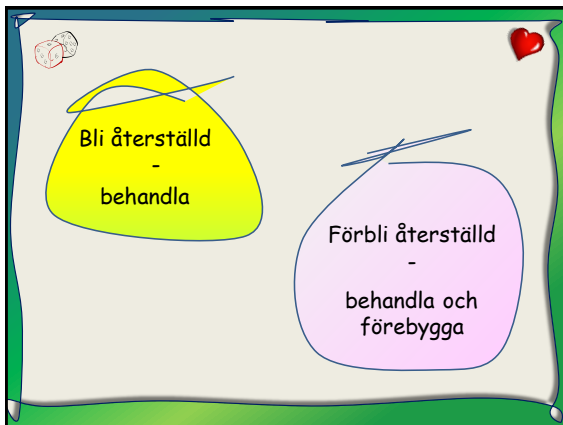 Bli återställd
-
behandla
Förbli återställd
-
behandla och
förebygga